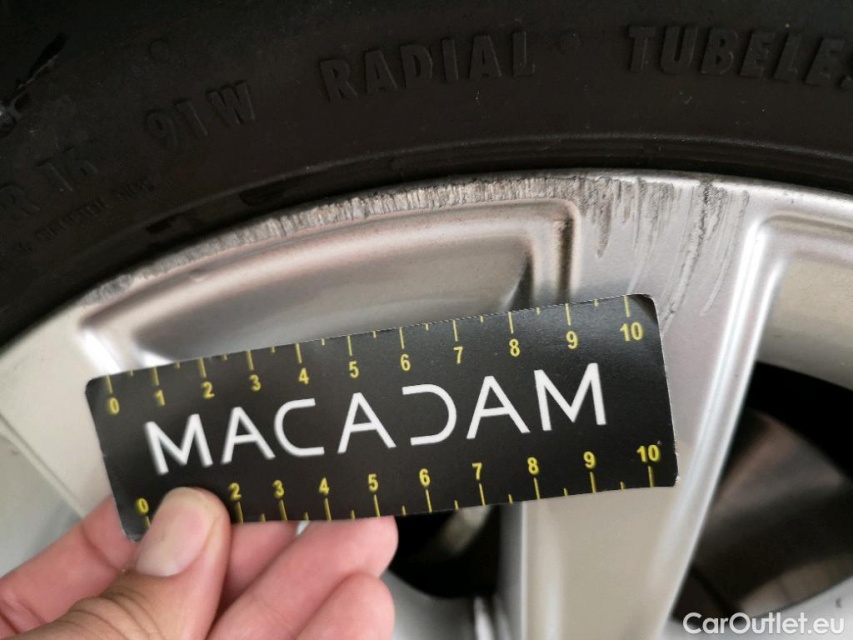 R 16 91W RADIAL TUBELE
0 1 2 3 4 5 6 7 8 9 10
MACADAM
0 2 3 4 5 6 7 8 9 10
CarOutlet.eu